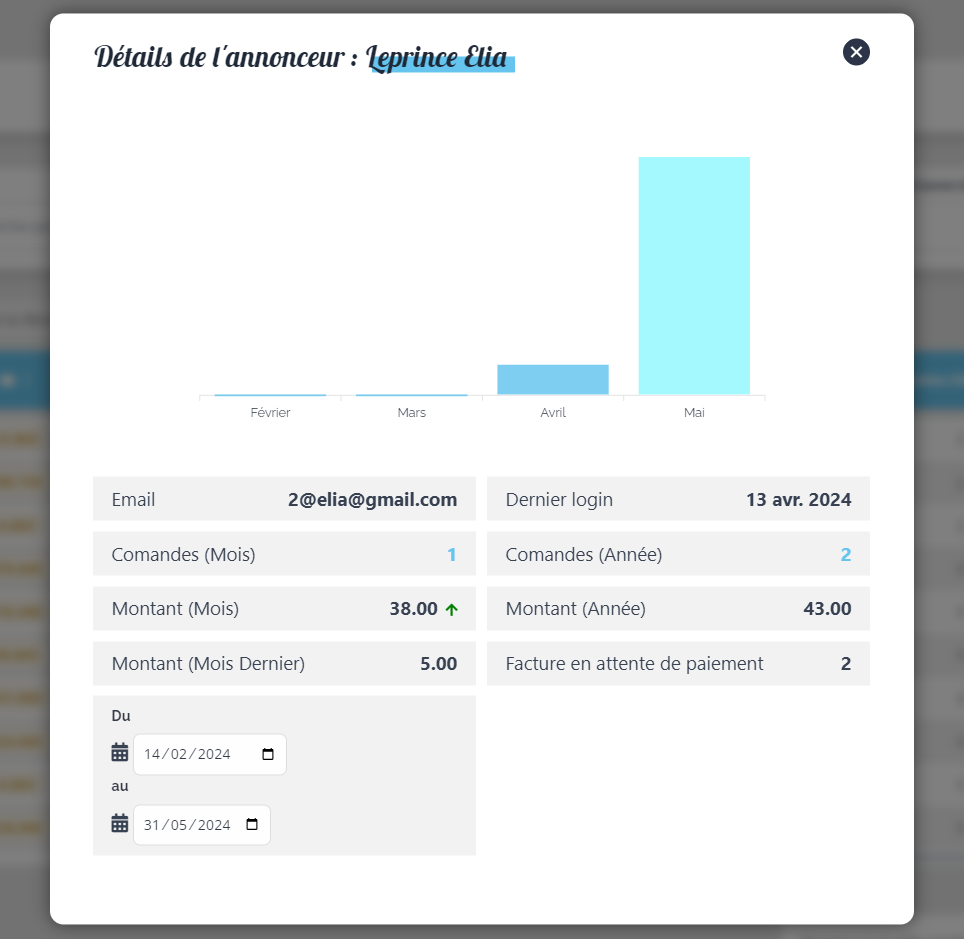 Détails de l'annonceur : Leprince Elia
Février Mars Avril Mai
Email 2@elia@gmail.com
Dernier login 13 avr. 2024
Comandes (Mois) 1
Comandes (Année) 2
Montant (Mois) 38.00
Montant (Année) 43.00
Montant (Mois Dernier) 5.00
Facture en attente de paiement 2
Du
14/02/2024
au
31/05/2024